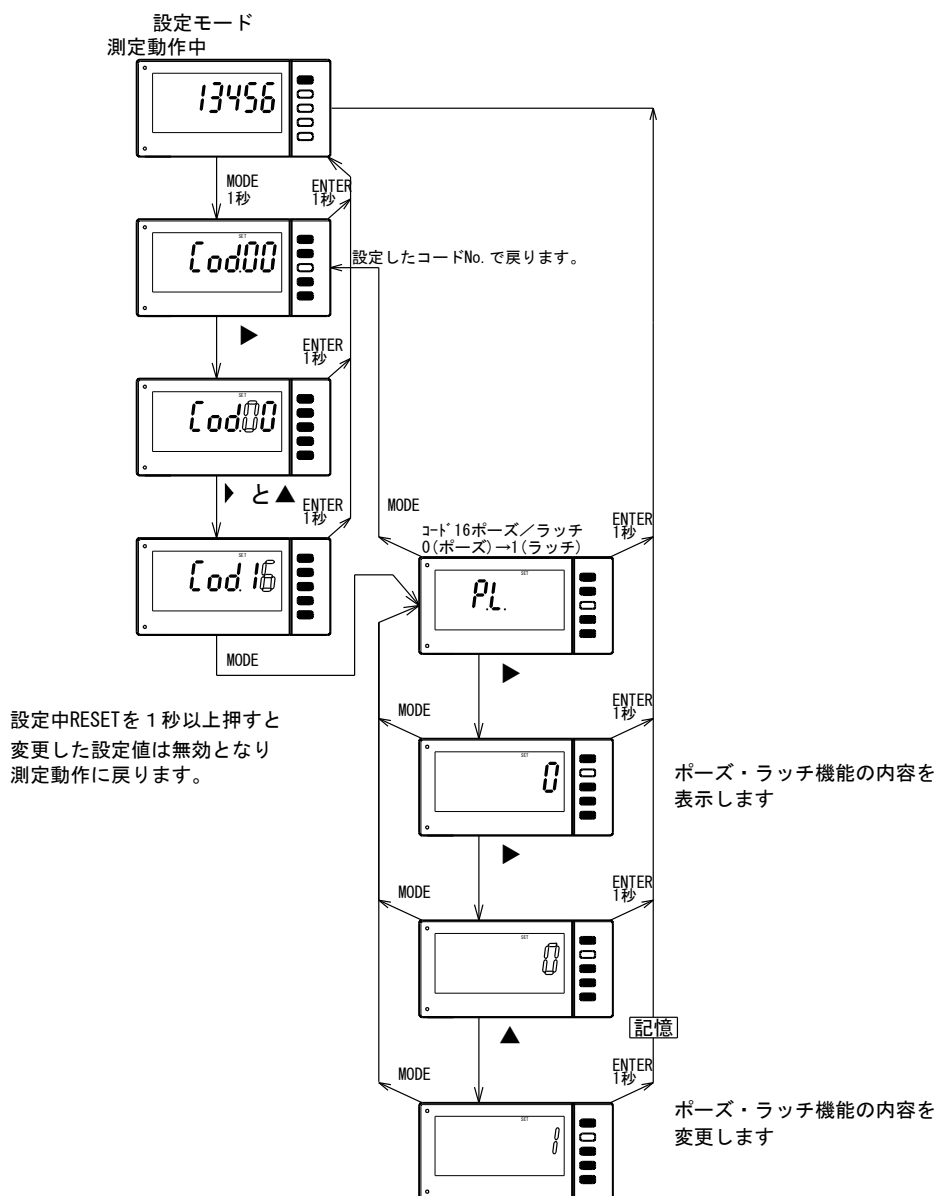 設定モード
測定動作中
13456
MODE
1秒
ENTER
1秒
SET
Cod.00
設定したコードNo.で戻ります。
▶
ENTER
1秒
SET
Cod.00
▶ と▲
ENTER
1秒
SET
Cod.16
MODE
MODE
コード16ポーズ/ラッチ
0(ポーズ)→1(ラッチ)
ENTER
1秒
SET
P.L.
▶
設定中RESETを1秒以上押すと
変更した設定値は無効となり
測定動作に戻ります。
MODE
ENTER
1秒
SET
0
ポーズ・ラッチ機能の内容を
表示します
▶
MODE
ENTER
1秒
SET
0
▲
記憶
MODE
ENTER
1秒
SET
1
ポーズ・ラッチ機能の内容を
変更します